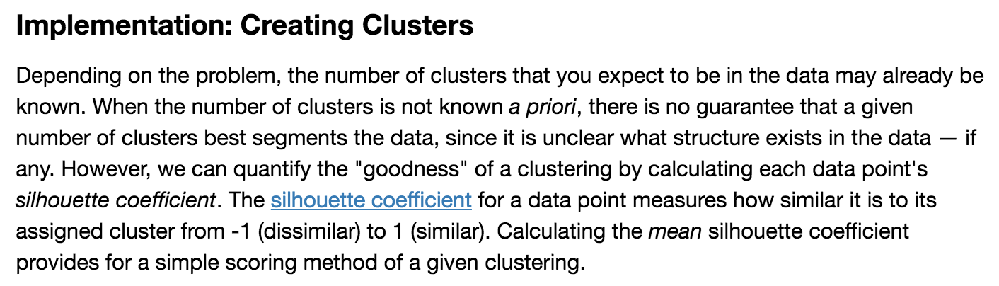 Implementation: Creating Clusters
Depending on the problem, the number of clusters that you expect to be in the data may already be
known. When the number of clusters is not known a priori, there is no guarantee that a given
number of clusters best segments the data, since it is unclear what structure exists in the data — if
any. However, we can quantify the "goodness" of a clustering by calculating each data point's
silhouette coefficient. The silhouette coefficient for a data point measures how similar it is to its
assigned cluster from -1 (dissimilar) to 1 (similar). Calculating the mean silhouette coefficient
provides for a simple scoring method of a given clustering.